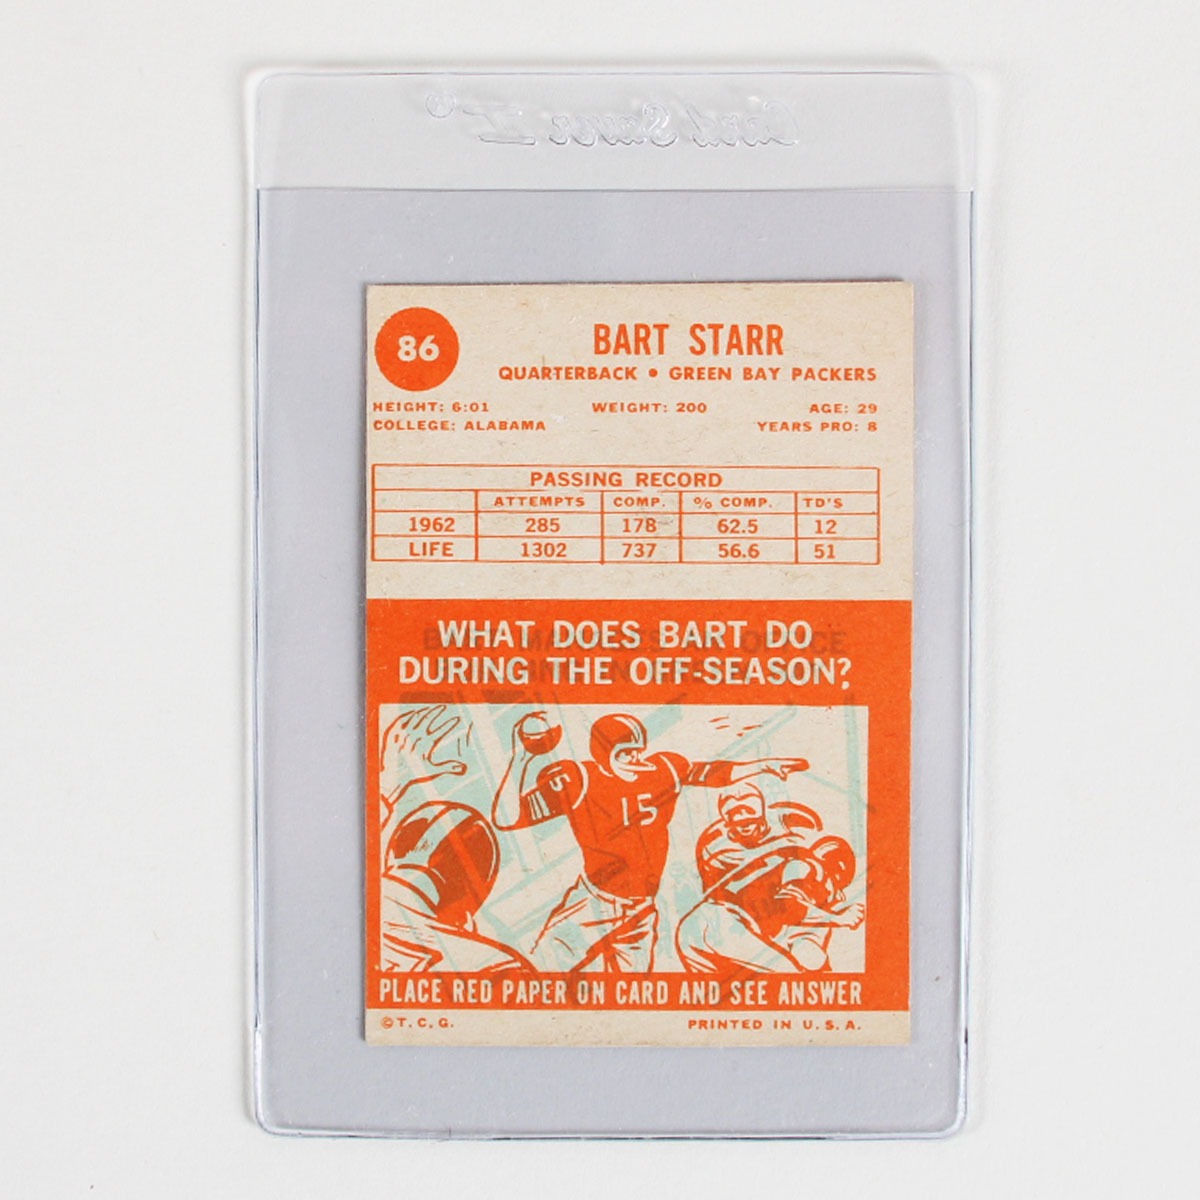 Card Saver II®
86
BART STARR
QUARTERBACK • GREEN BAY PACKERS
HEIGHT: 6:01 WEIGHT: 200 AGE: 29
COLLEGE: ALABAMA YEARS PRO: 8
PASSING RECORD
ATTEMPTS COMP. % COMP. TD'S
1962 285 178 62.5 12
LIFE 1302 737 56.6 51
WHAT DOES BART DO
DURING THE OFF-SEASON?
15
15
PLACE RED PAPER ON CARD AND SEE ANSWER
©T.C.G. PRINTED IN U.S.A.